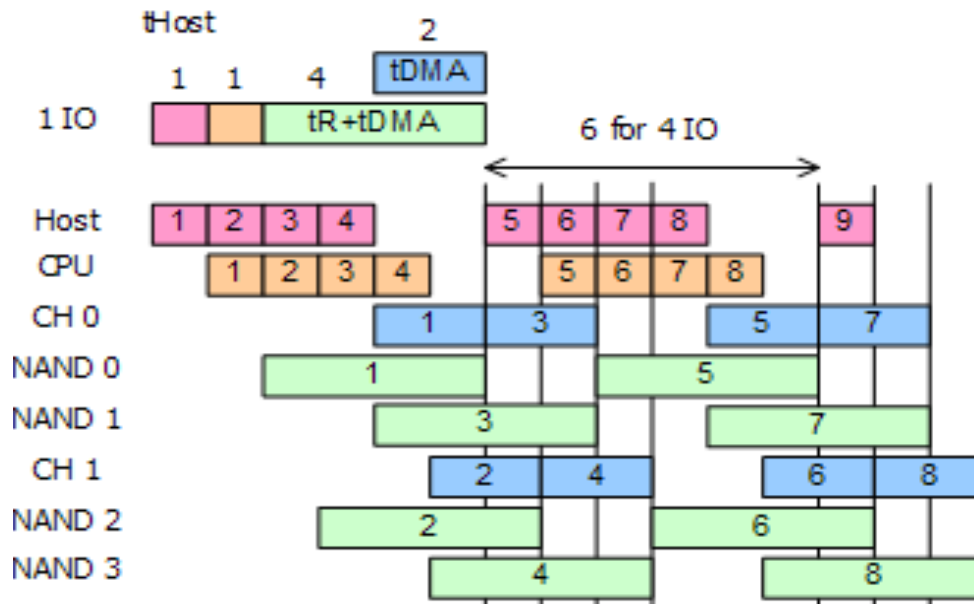 tHost
2
1 1 4 tDMA
1 IO tR+tDMA
6 for 4 IO
Host 1 2 3 4 5 6 7 8 9
CPU 1 2 3 4 5 6 7 8
CH 0 1 3 5 7
NAND 0 1 5
NAND 1 3 7
CH 1 2 4 6 8
NAND 2 2 6
NAND 3 4 8